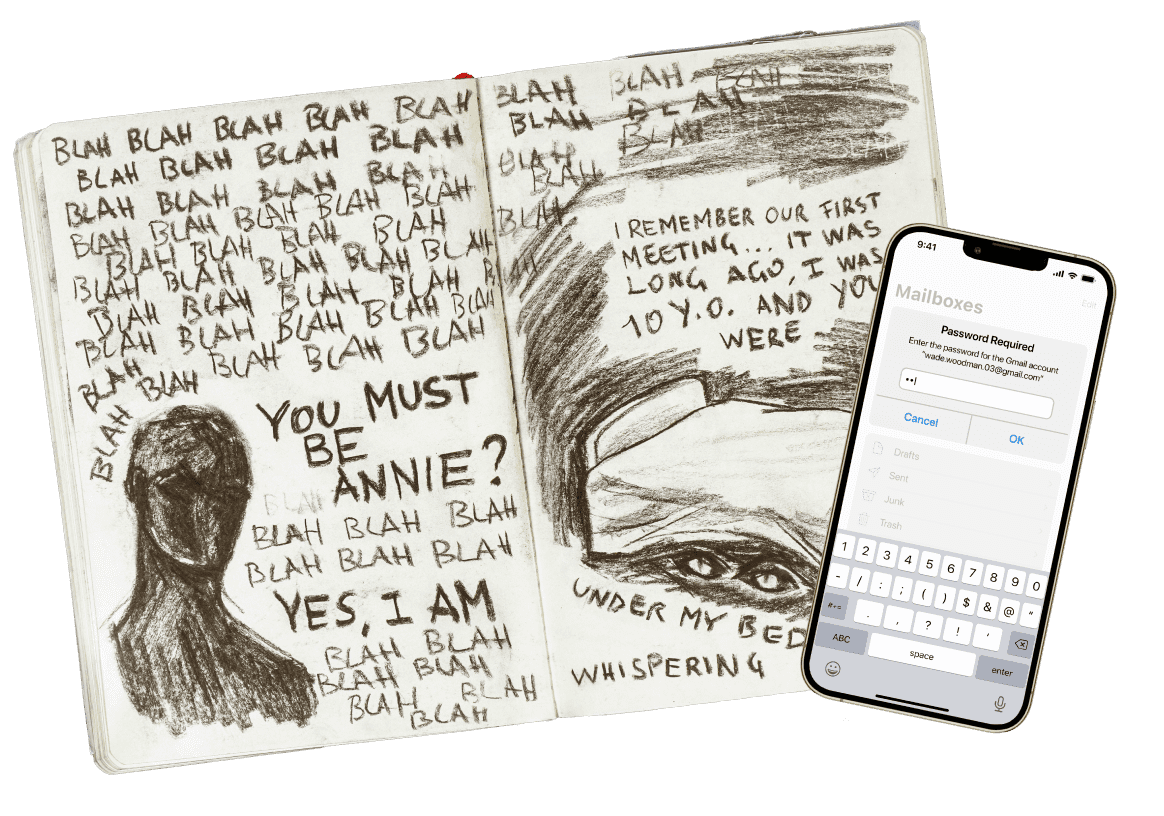 BLAH BLAH BLAH BLAH BLAH
BLAH BLAH BLAH BLAH
BLAH BLAH BLAH BLAH
BLAH BLAH BLAH BLAH BLAH
BLAH BLAH BLAH BLAH
BLAH BLAH BLAH BLAH BLAH
BLAH BLAH BLAH BLAH
BLAH BLAH BLAH BLAH BLAH
BLAH BLAH BLAH BLAH
BLAH BLAH
BLAH
YOU MUST
BE
ANNIE?
BLAH
BLAH BLAH BLAH
BLAH BLAH BLAH
YES, I AM
BLAH BLAH
BLAH BLAH
BLAH BLAH
BLAH
BLAH BLAH BLAH
BLAH BLAH
BLAH
BLAH
BLAH
BLAH
I REMEMBER OUR FIRST
MEETING... IT WAS
LONG AGO, I WAS
10 Y.O. AND YOU
WERE
UNDER MY BED
WHISPERING
9:41
Edit
Mailboxes
Password Required
Enter the password for the Gmail account
"wade.woodman.03@gmail.com"
••
Cancel OK
Drafts
Sent
Junk
Trash
1 2 3 4 5 6 7 8 9 0
- / : ; ( ) $ & @ "
#+= . , ? ! '
ABC space enter